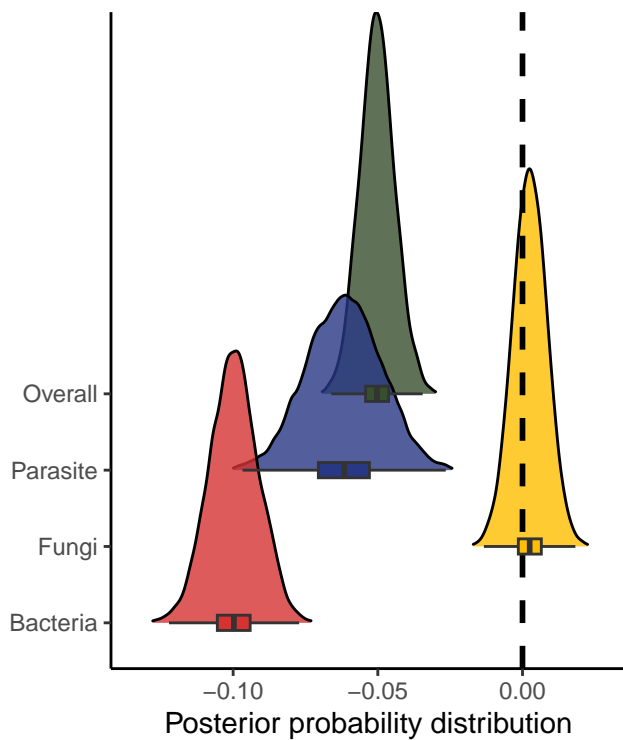 Overall
Parasite
Fungi
Bacteria
−0.10 −0.05 0.00
Posterior probability distribution